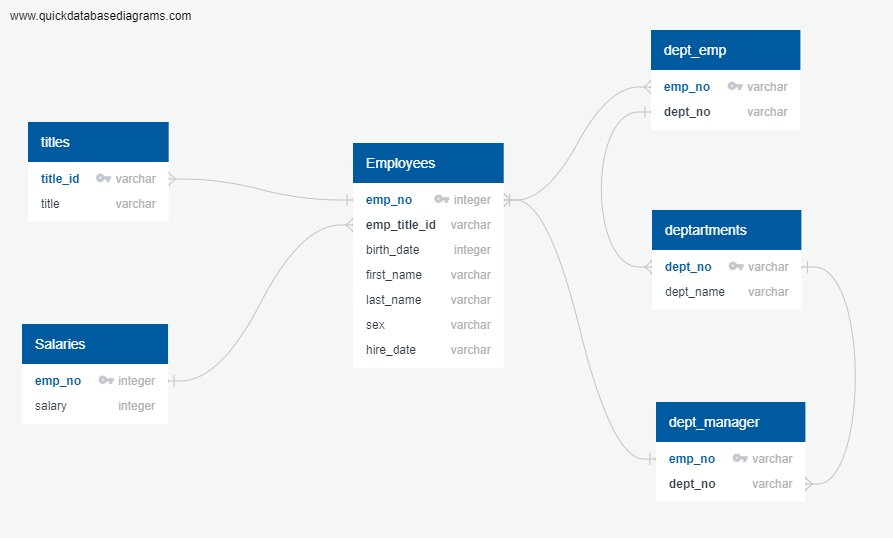 www.quickdatabasediagrams.com
titles
title_id varchar
title varchar
Salaries
emp_no integer
salary integer
Employees
emp_no integer
emp_title_id varchar
birth_date integer
first_name varchar
last_name varchar
sex varchar
hire_date varchar
dept_emp
emp_no varchar
dept_no varchar
deptartments
dept_no varchar
dept_name varchar
dept_manager
emp_no varchar
dept_no varchar